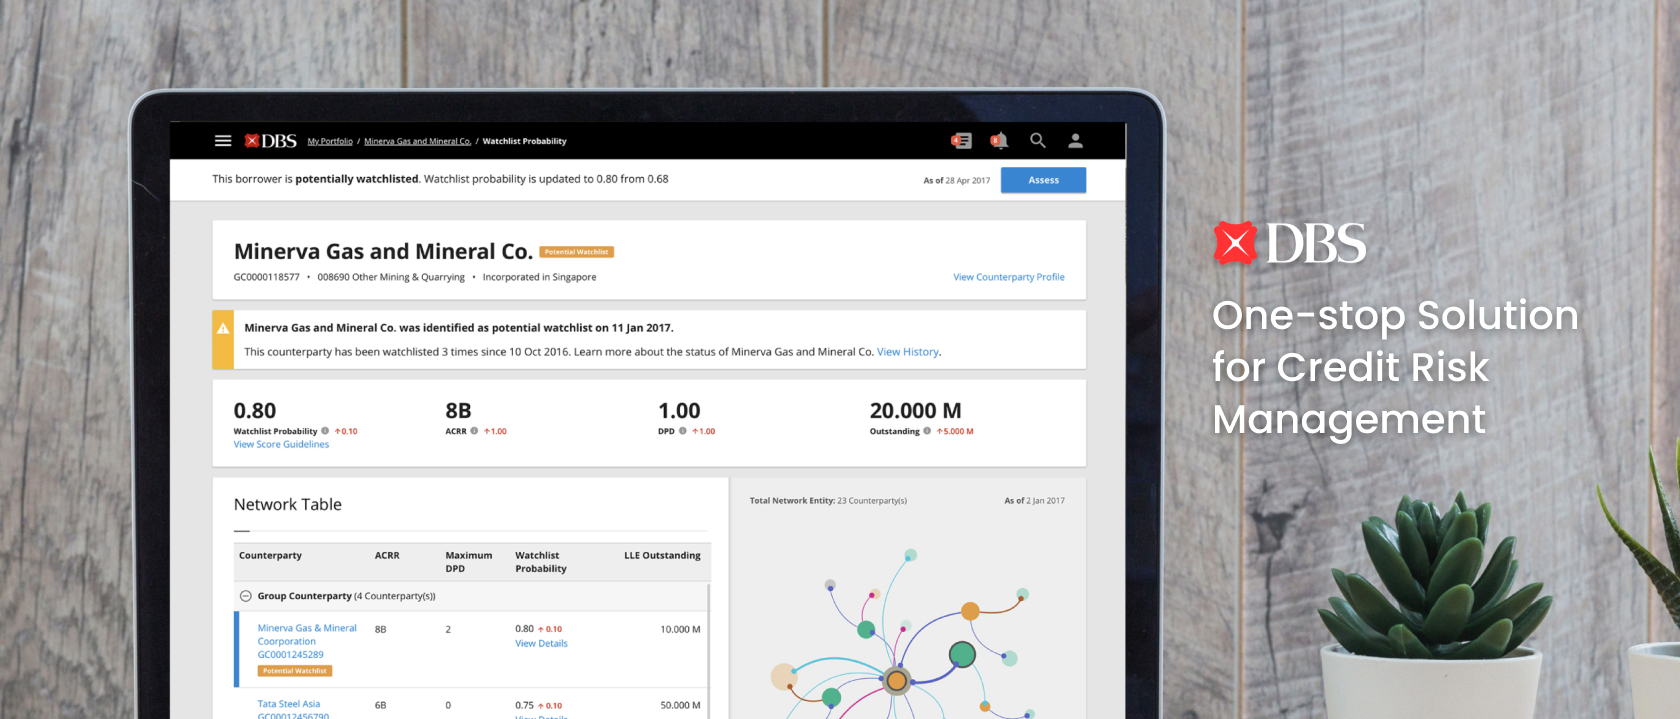 DBS My Portfolio / Minerva Gas and Mineral Co. / Watchlist Probability
This borrower is potentially watchlisted. Watchlist probability is updated to 0.80 from 0.68
As of 28 Apr 2017
Assess
Minerva Gas and Mineral Co. Potential Watchlist
GC0000118577 • 008690 Other Mining & Quarrying • Incorporated in Singapore
View Counterparty Profile
Minerva Gas and Mineral Co. was identified as potential watchlist on 11 Jan 2017.
This counterparty has been watchlisted 3 times since 10 Oct 2016. Learn more about the status of Minerva Gas and Mineral Co. View History.
0.80
Watchlist Probability ↑0.10
View Score Guidelines
8B
ACRR ↑1.00
1.00
DPD ↑1.00
20.000 M
Outstanding ↑5.000 M
Network Table
Counterparty ACRR Maximum DPD Watchlist Probability LLE Outstanding
Group Counterparty (4 Counterparty(s))
Minerva Gas & Mineral
Coorporation
GC0001245289
Potential Watchlist
8B
2
0.80 ↑ 0.10
View Details
10.000 M
Tata Steel Asia
GC00012456790
6B
0
0.75 ↑ 0.10
View Details
50.000 M
Total Network Entity: 23 Counterparty(s)
As of 2 Jan 2017
DBS
One-stop Solution
for Credit Risk
Management